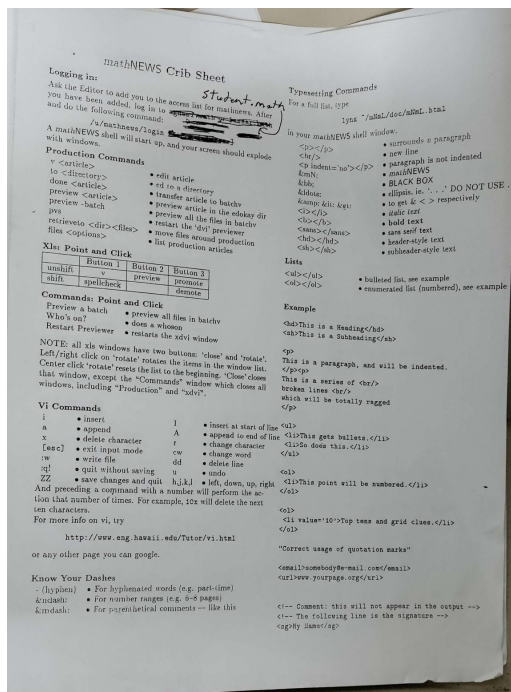 mathNEWS Crib Sheet
Logging in:
Ask the Editor to add you to the access list for mathnews. After
student.math
you have been added, log in to
and do the following command:
/u/mathnews/login
A mathNEWS shell will start up, and your screen should explode
with windows.
Production Commands
v <article> • edit article
to <directory> • cd to a directory
done <article> • transfer article to batchv
preview <article> • preview article in the edokay dir
preview -batch • preview all the files in batchv
pvs • restart the 'dvi' previewer
retrieveto <dir><files> • move files around production
files <options> • list production articles
Xls: Point and Click
Button 1 Button 2 Button 3
unshift v preview promote
shift spellcheck demote
Commands: Point and Click
Preview a batch • preview all files in batchv
Who's on? • does a whoson
Restart Previewer • restarts the xdvi window
NOTE: all xls windows have two buttons: 'close' and 'rotate'.
Left/right click on 'rotate' rotates the items in the window list.
Center click 'rotate' resets the list to the beginning. 'Close' closes
that window, except the "Commands" window which closes all
windows, including "Production" and "xdvi".
Vi Commands
i • insert I • insert at start of line
a • append A • append to end of line
x • delete character r • change character
[esc] • exit input mode cw • change word
:w • write file dd • delete line
:q! • quit without saving u • undo
ZZ • save changes and quit h,j,k,l • left, down, up, right
And preceding a command with a number will perform the ac-
tion that number of times. For example, 10x will delete the next
ten characters.
For more info on vi, try
http://www.eng.hawaii.edu/Tutor/vi.html
or any other page you can google.
Know Your Dashes
- (hyphen) • For hyphenated words (e.g. part-time)
&ndash; • For number ranges (e.g. 5–8 pages)
&mdash; • For parenthetical comments — like this
Typesetting Commands
For a full list, type
lynx ~/mNmL/doc/mNmL.html
in your mathNEWS shell window.
<p></p> • surrounds a paragraph
<br/> • new line
<p indent='no'></p> • paragraph is not indented
&mN; • mathNEWS
&bbx; • BLACK BOX
&ldots; • ellipsis, ie. '. . .' DO NOT USE .
&amp; &lt; &gt; • to get & < > respectively
<i></i> • italic text
<b></b> • bold text
<sans></sans> • sans serif text
<hd></hd> • header-style text
<sh></sh> • subheader-style text
Lists
<ul></ul> • bulleted list, see example
<ol></ol> • enumerated list (numbered), see example
Example
<hd>This is a Heading</hd>
<sh>This is a Subheading</sh>
<p>
This is a paragraph, and will be indented.
</p><p>
This is a series of <br/>
broken lines <br/>
which will be totally ragged
</p>
<ul>
<li>This gets bullets.</li>
<li>So does this.</li>
</ul>
<ol>
<li>This point will be numbered.</li>
</ol>
<ol>
<li value='10'>Top tens and grid clues.</li>
</ol>
"Correct usage of quotation marks"
<email>somebody@e-mail.com</email>
<url>www.yourpage.org</url>
<!-- Comment: this will not appear in the output -->
<!-- The following line is the signature -->
<sg>My Name</sg>